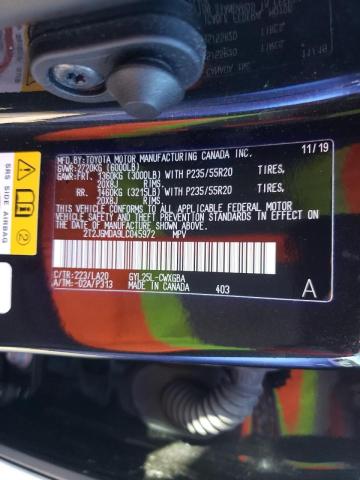 MFD.BY: TOYOTA MOTOR MANUFACTURING CANADA INC. 11/19
GVWR: 2720KG (6000LB)
GAWR: FRT. 1360KG (3000LB) WITH P235/55R20 TIRES,
20X8J RIMS.
RR. 1460KG (3215LB) WITH P235/55R20 TIRES,
20X8J RIMS.
THIS VEHICLE CONFORMS TO ALL APPLICABLE FEDERAL MOTOR
VEHICLE SAFETY AND THEFT PREVENTION STANDARDS IN EFFECT
ON THE DATE OF MANUFACTURE SHOWN ABOVE.
2T2JGMDA9LC045972 MPV
C/TR: 223/LA20 GYL25L-CWXGBA
A/TM: -02A/P313 MADE IN CANADA 403 A
SRS SIDE AIRBAG